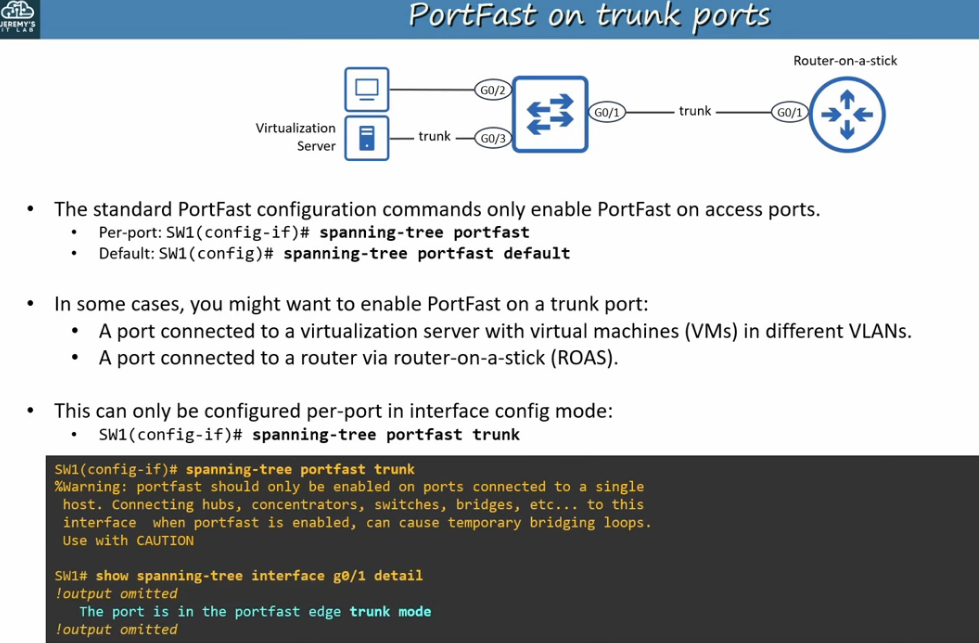 JEREMY'S
IT LAB
PortFast on trunk ports
Router-on-a-stick
G0/2
G0/1
trunk
G0/1
Virtualization
Server
trunk
G0/3
• The standard PortFast configuration commands only enable PortFast on access ports.
• Per-port: SW1(config-if)# spanning-tree portfast
• Default: SW1(config)# spanning-tree portfast default
• In some cases, you might want to enable PortFast on a trunk port:
• A port connected to a virtualization server with virtual machines (VMs) in different VLANs.
• A port connected to a router via router-on-a-stick (ROAS).
• This can only be configured per-port in interface config mode:
• SW1(config-if)# spanning-tree portfast trunk
SW1(config-if)# spanning-tree portfast trunk
%Warning: portfast should only be enabled on ports connected to a single
host. Connecting hubs, concentrators, switches, bridges, etc... to this
interface when portfast is enabled, can cause temporary bridging loops.
Use with CAUTION
SW1# show spanning-tree interface g0/1 detail
!output omitted
The port is in the portfast edge trunk mode
!output omitted